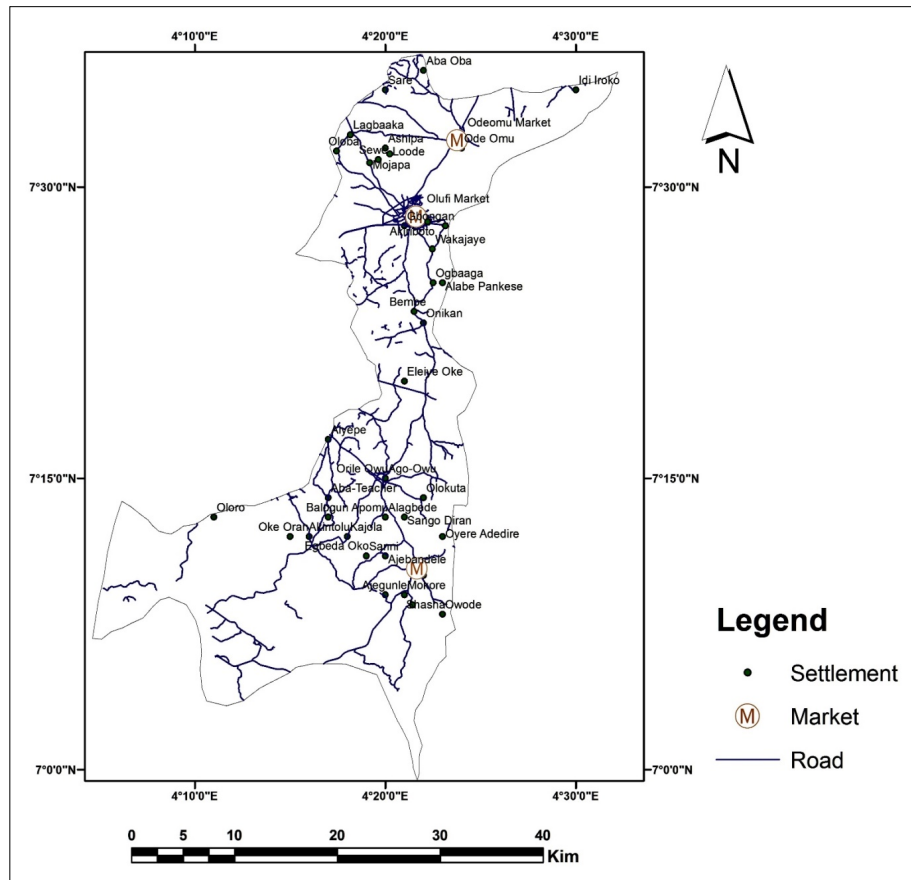 4°10'0"E 4°20'0"E 4°30'0"E
Aba Oba
Sare
Idi Iroko
Odeomu Market
Lagbaaka
M Ode Omu
Ashipa
Oloba
Sewe
Loode
Mojapa
N
7°30'0"N 7°30'0"N
Olufi Market
M
Wakajaye
Ogbaaga
Alabe Pankese
Onikan
Eleiye Oke
Aiyepe
Orile Owu Ago-Owu
7°15'0"N 7°15'0"N
Aba-Teacher
Olokuta
Oloro
Balogun Apomu Alagbede
Sango Diran
Oke Oran Akintolu Kajola
Oyere Adedire
Egbeda Oko Sanni
Ajebandele
M
Ajegunle Mokore
Shasha Owode
Legend
Settlement
M Market
Road
7°0'0"N 7°0'0"N
4°10'0"E 4°20'0"E 4°30'0"E
0 5 10 20 30 40
Kim